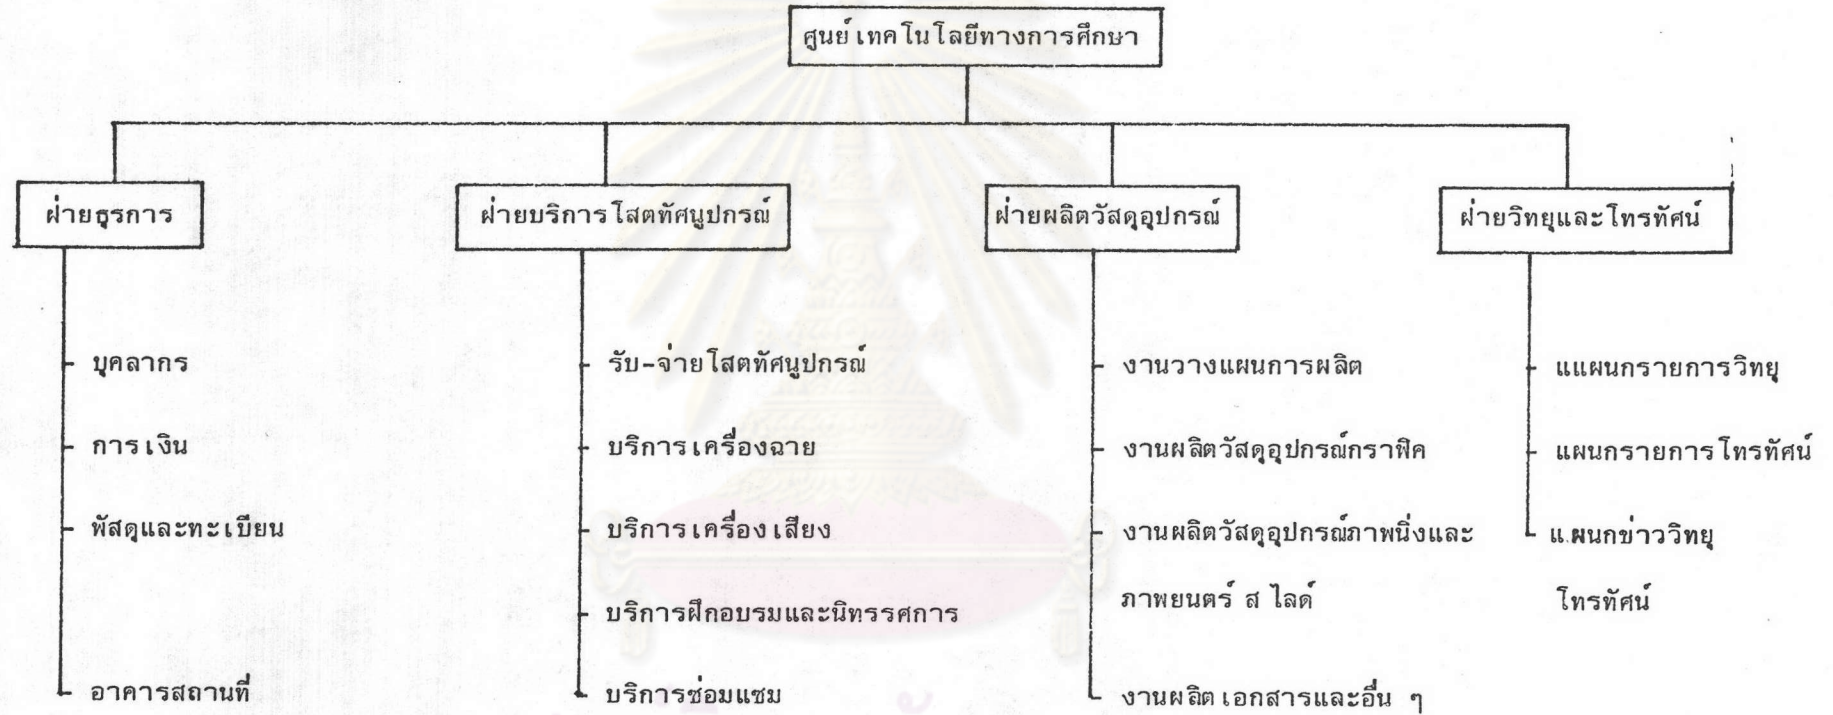 ศูนย์เทคโนโลยีทางการศึกษา
ฝ่ายธุรการ
บุคลากร
การเงิน
พัสดุและทะเบียน
อาคารสถานที่
ฝ่ายบริการโสตทัศนูปกรณ์
รับ-จ่ายโสตทัศนูปกรณ์
บริการเครื่องฉาย
บริการเครื่องเสียง
บริการฝึกอบรมและนิทรรศการ
บริการซ่อมแซม
ฝ่ายผลิตวัสดุอุปกรณ์
งานวางแผนการผลิต
งานผลิตวัสดุอุปกรณ์กราฟิค
งานผลิตวัสดุอุปกรณ์ภาพนิ่งและ
ภาพยนตร์ สไลด์
งานผลิตเอกสารและอื่น ๆ
ฝ่ายวิทยุและโทรทัศน์
แแผนกรายการวิทยุ
แผนกรายการโทรทัศน์
แผนกข่าววิทยุ
โทรทัศน์